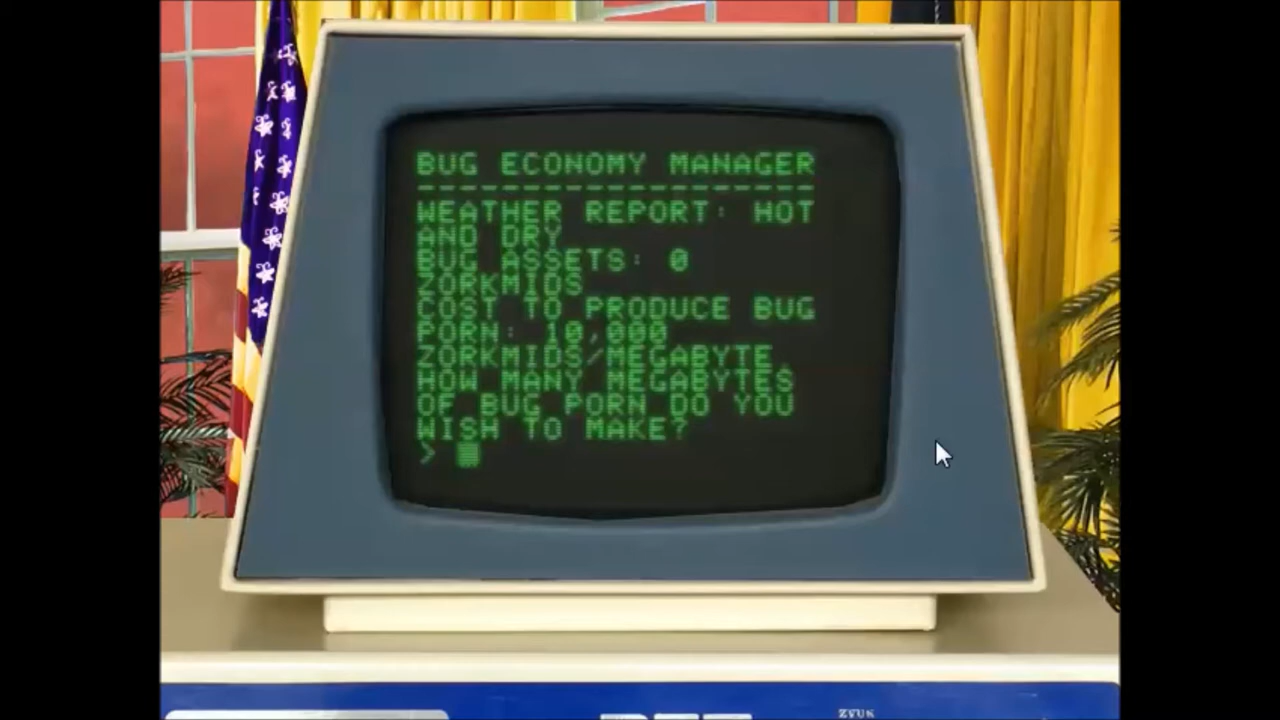 BUG ECONOMY MANAGER
-------------------
WEATHER REPORT: HOT
AND DRY
BUG ASSETS: 0
ZORKMIDS
COST TO PRODUCE BUG
PORN: 10,000
ZORKMIDS/MEGABYTE.
HOW MANY MEGABYTES
OF BUG PORN DO YOU
WISH TO MAKE?
>